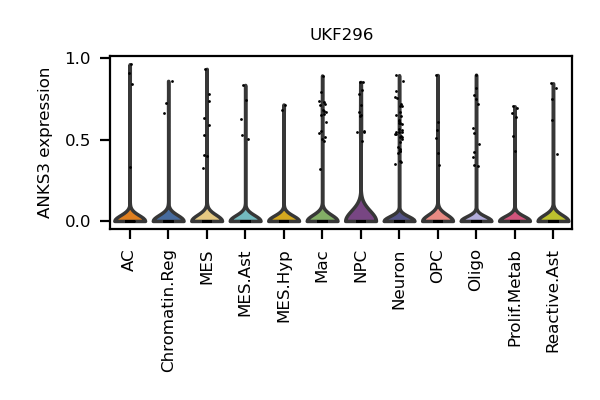 UKF296
ANKS3 expression
1.0
0.5
0.0
AC
Chromatin.Reg
MES
MES.Ast
MES.Hyp
Mac
NPC
Neuron
OPC
Oligo
Prolif.Metab
Reactive.Ast